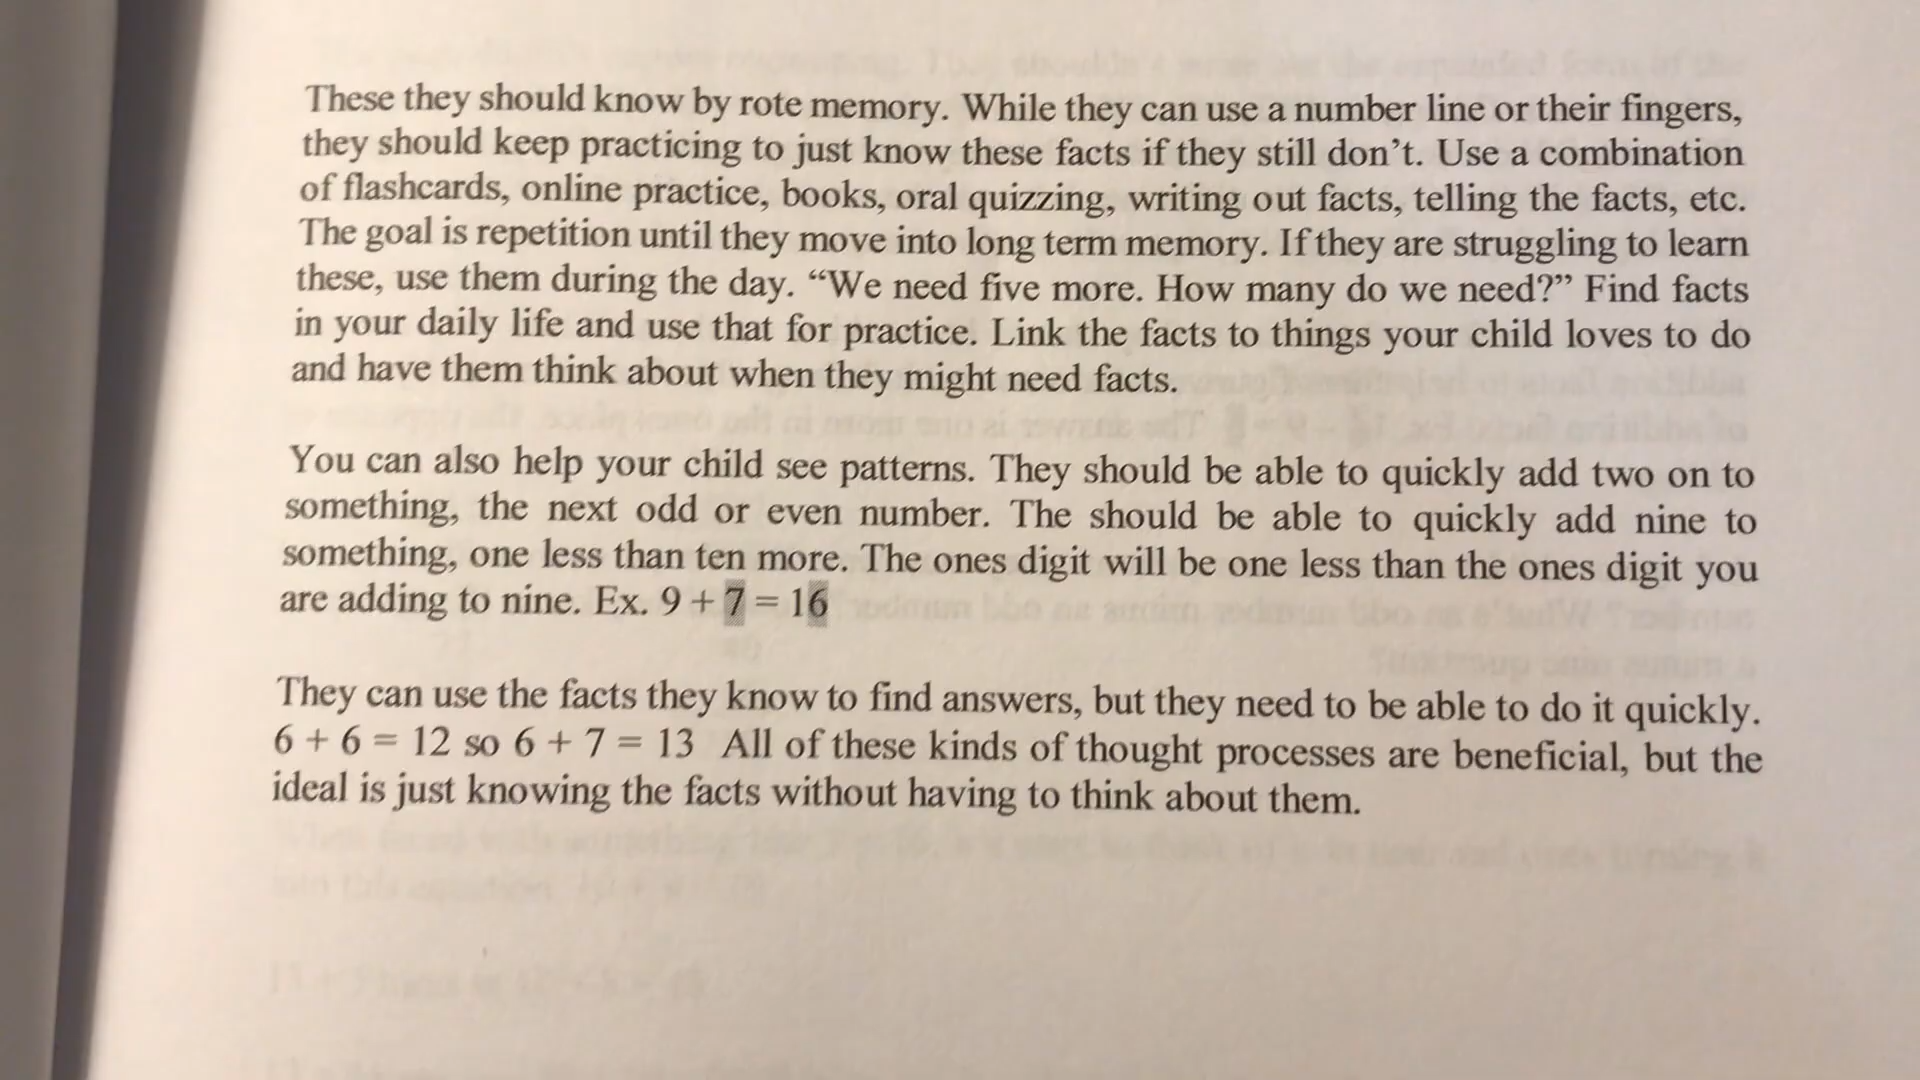 These they should know by rote memory. While they can use a number line or their fingers,
they should keep practicing to just know these facts if they still don’t. Use a combination
of flashcards, online practice, books, oral quizzing, writing out facts, telling the facts, etc.
The goal is repetition until they move into long term memory. If they are struggling to learn
these, use them during the day. “We need five more. How many do we need?” Find facts
in your daily life and use that for practice. Link the facts to things your child loves to do
and have them think about when they might need facts.
You can also help your child see patterns. They should be able to quickly add two on to
something, the next odd or even number. The should be able to quickly add nine to
something, one less than ten more. The ones digit will be one less than the ones digit you
are adding to nine. Ex. 9 + 7 = 16
They can use the facts they know to find answers, but they need to be able to do it quickly.
6 + 6 = 12 so 6 + 7 = 13 All of these kinds of thought processes are beneficial, but the
ideal is just knowing the facts without having to think about them.